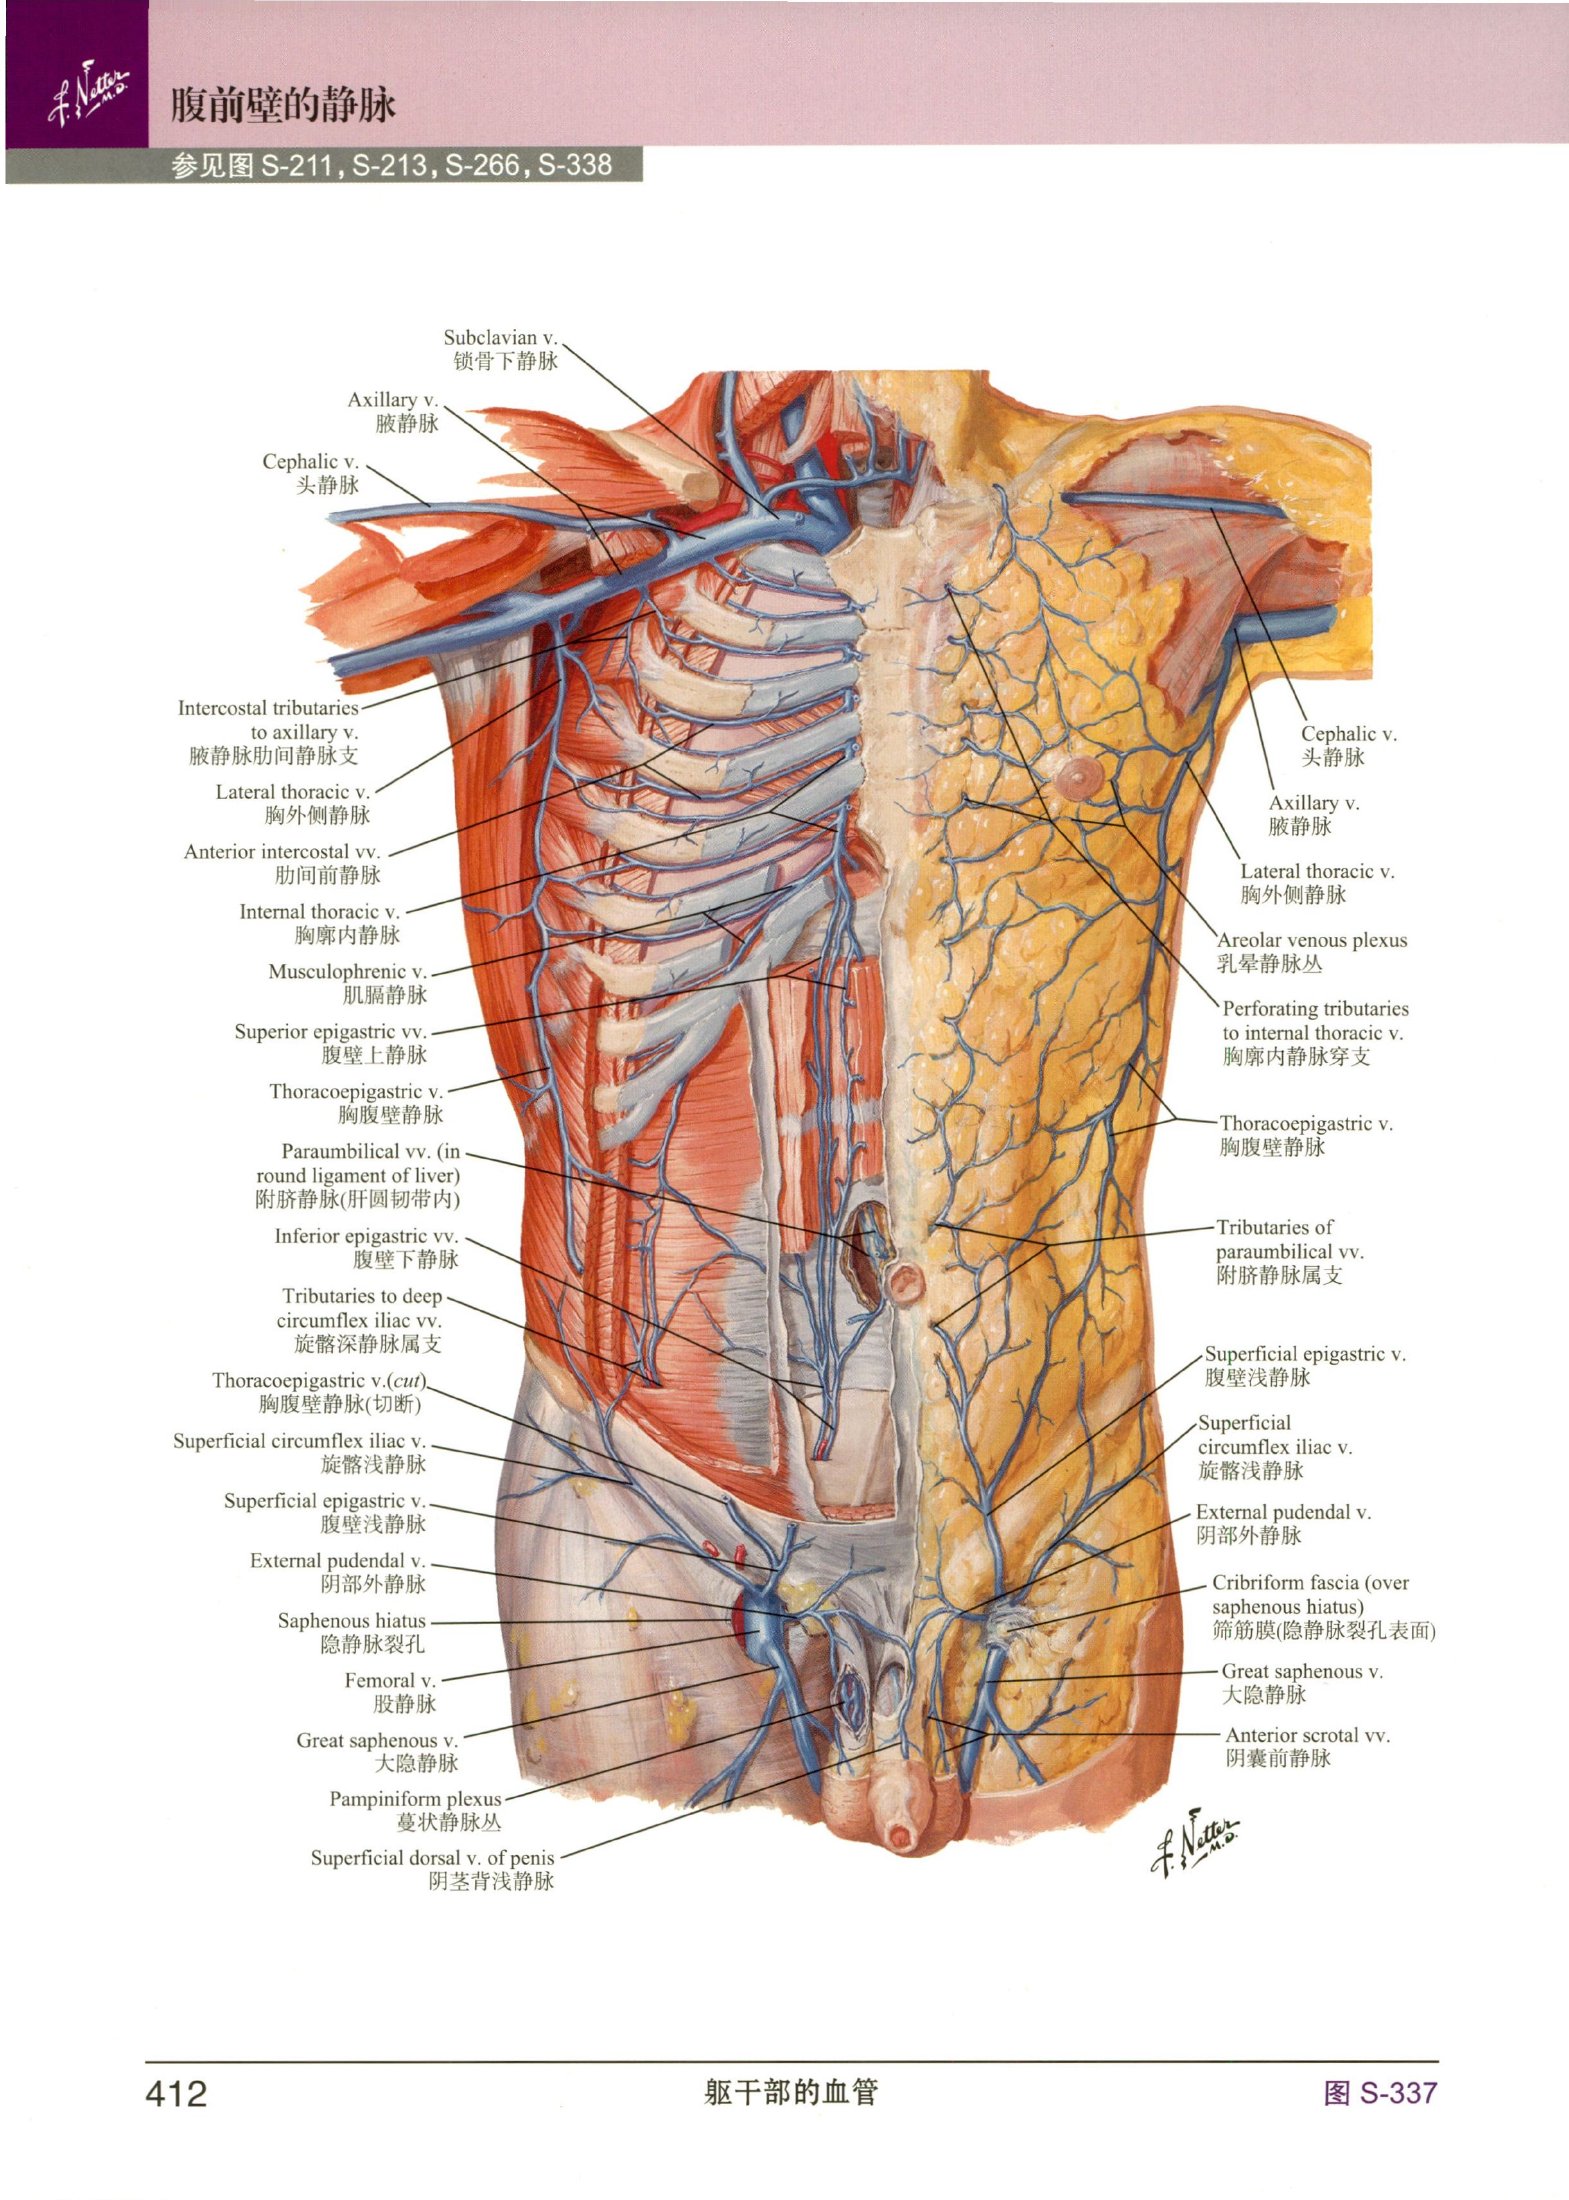 F. Netter M.D.
腹前壁的静脉
参见图 S-211, S-213, S-266, S-338
Subclavian v.
锁骨下静脉
Axillary v.
腋静脉
Cephalic v.
头静脉
Intercostal tributaries
to axillary v.
腋静脉肋间静脉支
Lateral thoracic v.
胸外侧静脉
Anterior intercostal vv.
肋间前静脉
Internal thoracic v.
胸廓内静脉
Musculophrenic v.
肌膈静脉
Superior epigastric vv.
腹壁上静脉
Thoracoepigastric v.
胸腹壁静脉
Paraumbilical vv. (in
round ligament of liver)
附脐静脉(肝圆韧带内)
Inferior epigastric vv.
腹壁下静脉
Tributaries to deep
circumflex iliac vv.
旋髂深静脉属支
Thoracoepigastric v.(cut)
胸腹壁静脉(切断)
Superficial circumflex iliac v.
旋髂浅静脉
Superficial epigastric v.
腹壁浅静脉
External pudendal v.
阴部外静脉
Saphenous hiatus
隐静脉裂孔
Femoral v.
股静脉
Great saphenous v.
大隐静脉
Pampiniform plexus
蔓状静脉丛
Superficial dorsal v. of penis
阴茎背浅静脉
Cephalic v.
头静脉
Axillary v.
腋静脉
Lateral thoracic v.
胸外侧静脉
Areolar venous plexus
乳晕静脉丛
Perforating tributaries
to internal thoracic v.
胸廓内静脉穿支
Thoracoepigastric v.
胸腹壁静脉
Tributaries of
paraumbilical vv.
附脐静脉属支
Superficial epigastric v.
腹壁浅静脉
Superficial
circumflex iliac v.
旋髂浅静脉
External pudendal v.
阴部外静脉
Cribriform fascia (over
saphenous hiatus)
筛筋膜(隐静脉裂孔表面)
Great saphenous v.
大隐静脉
Anterior scrotal vv.
阴囊前静脉
F. Netter M.D.
412
躯干部的血管
图 S-337